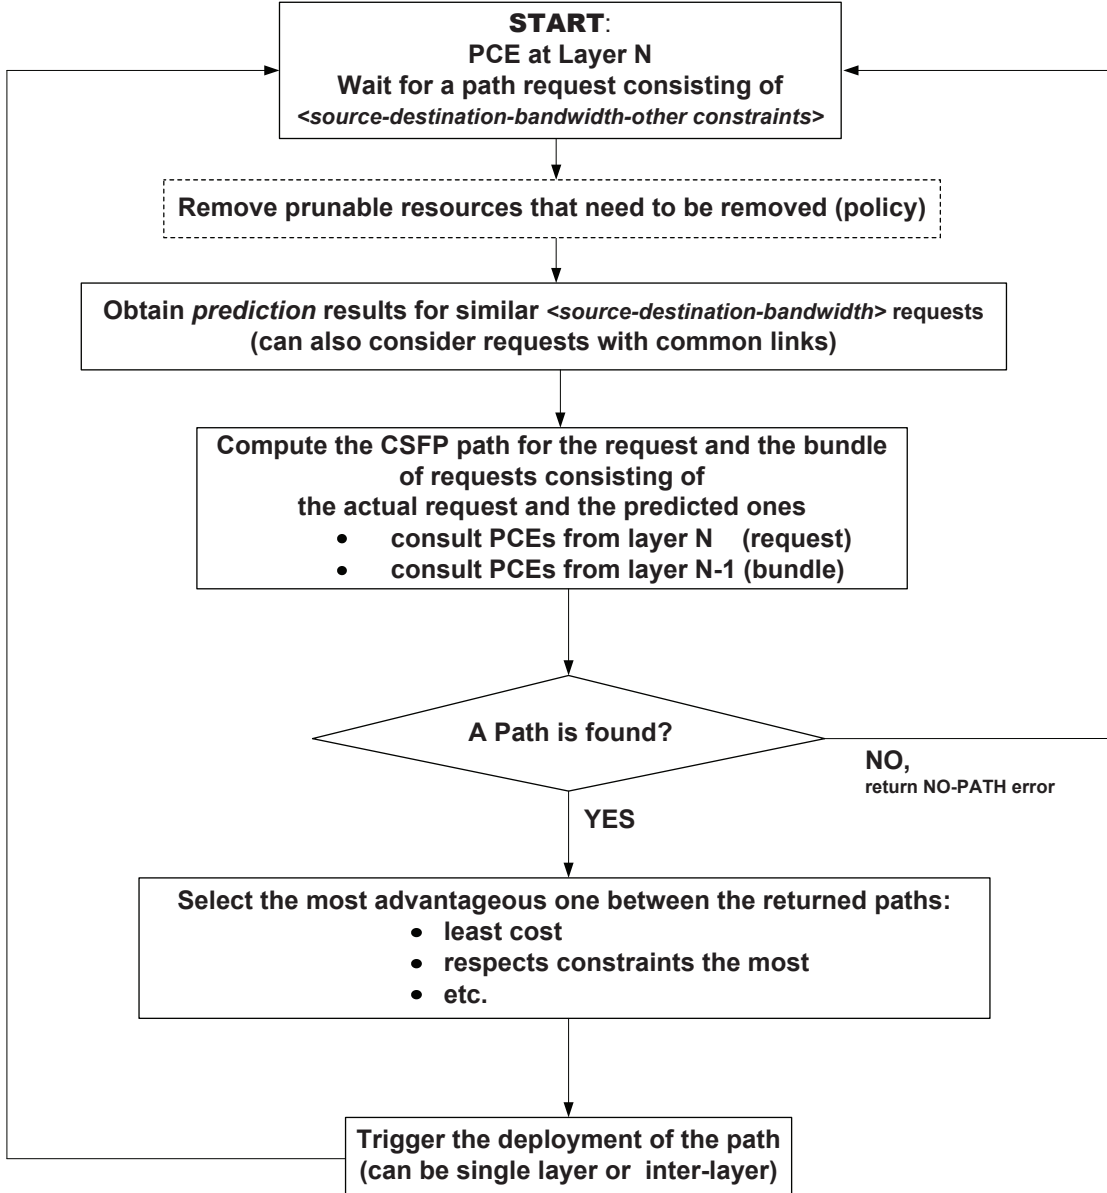 START:
PCE at Layer N
Wait for a path request consisting of
<source-destination-bandwidth-other constraints>
Remove prunable resources that need to be removed (policy)
Obtain prediction results for similar <source-destination-bandwidth> requests
(can also consider requests with common links)
Compute the CSFP path for the request and the bundle
of requests consisting of
the actual request and the predicted ones
• consult PCEs from layer N (request)
• consult PCEs from layer N-1 (bundle)
A Path is found?
NO,
return NO-PATH error
YES
Select the most advantageous one between the returned paths:
• least cost
• respects constraints the most
• etc.
Trigger the deployment of the path
(can be single layer or inter-layer)